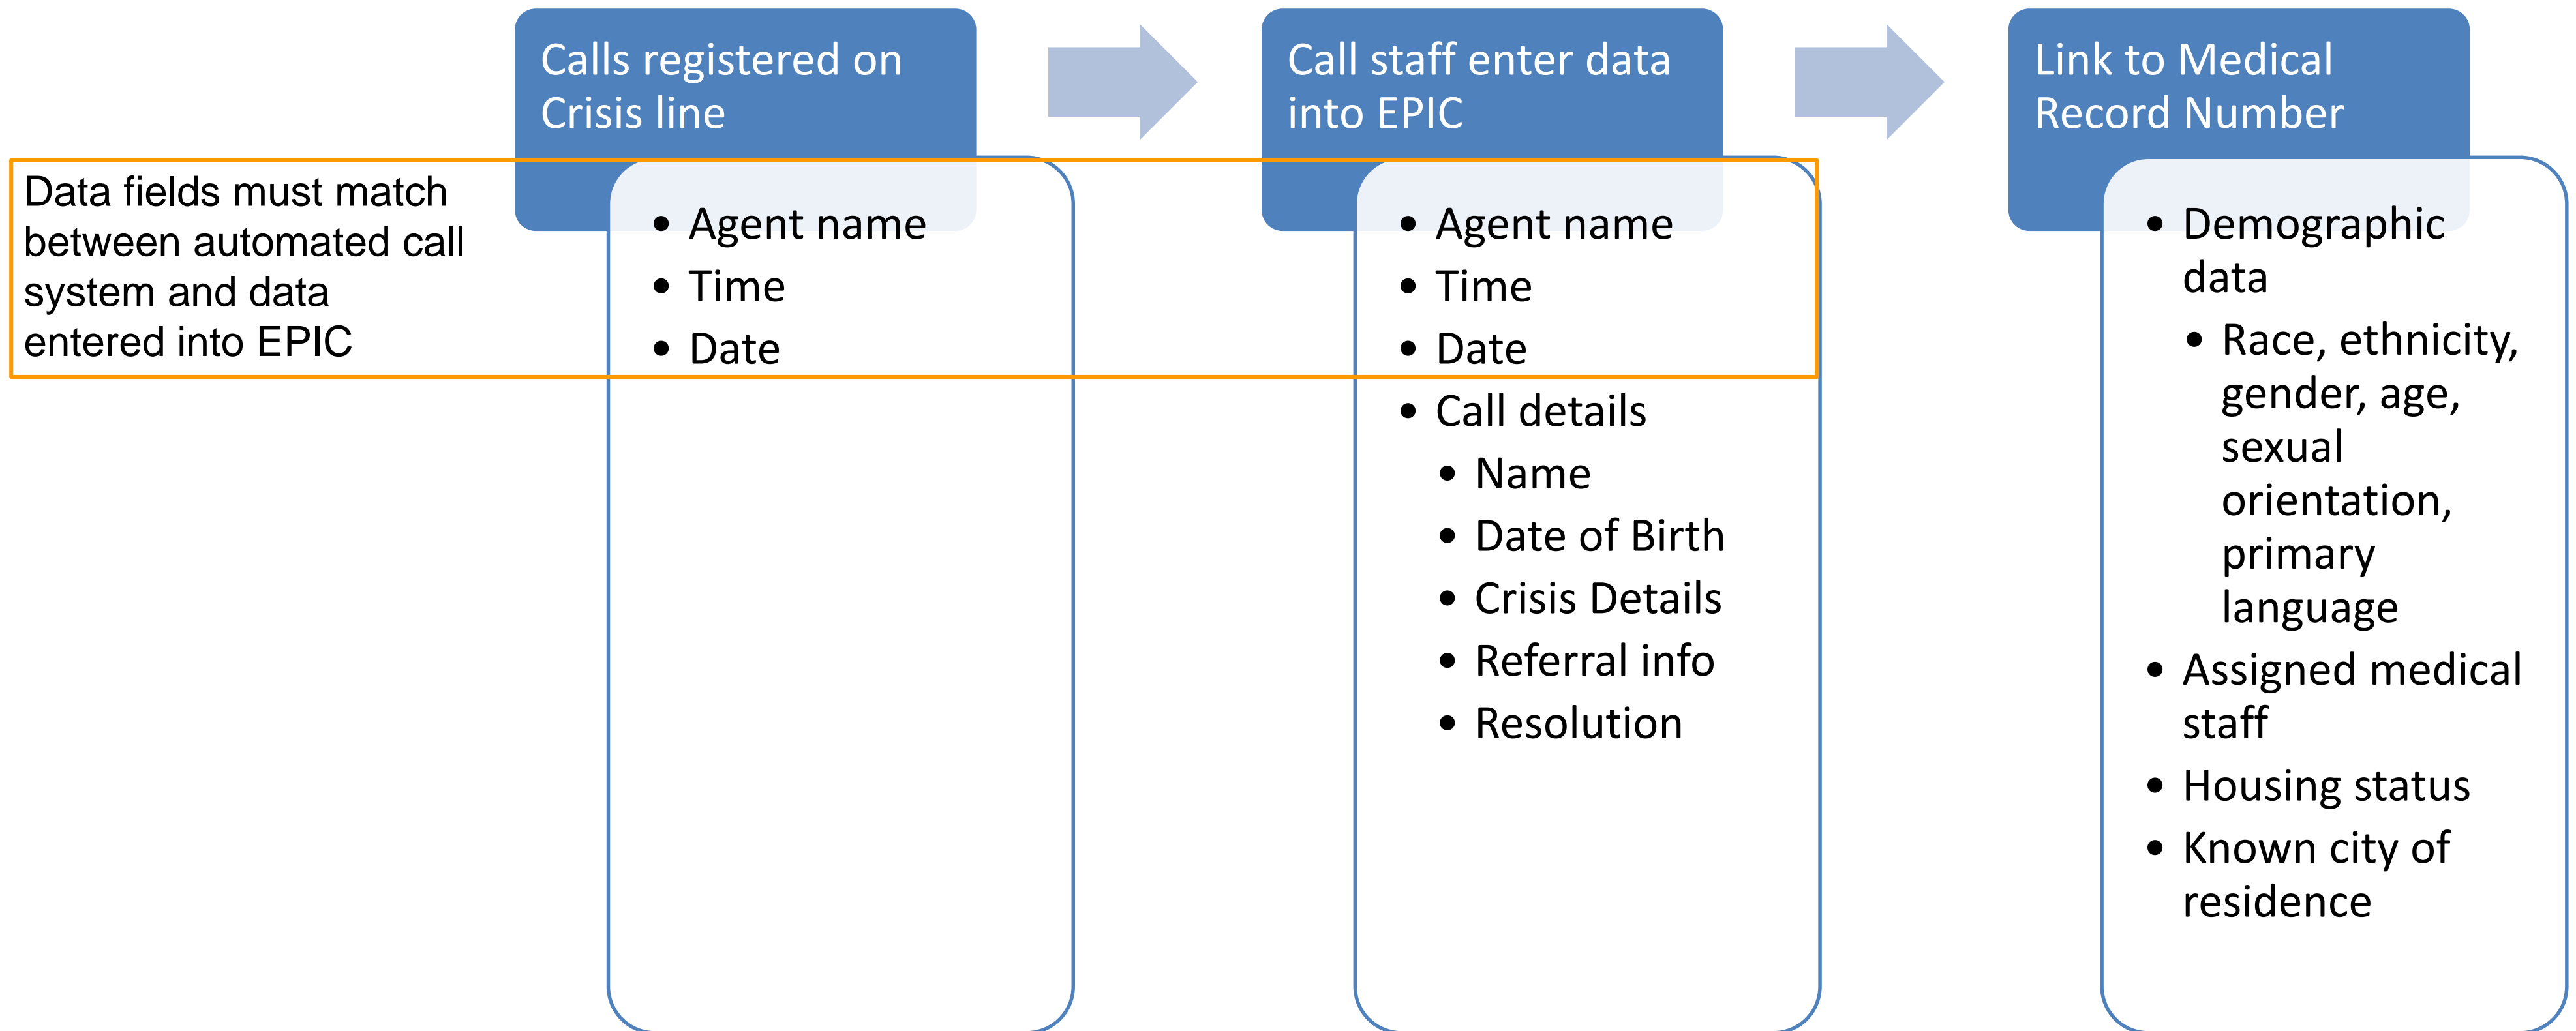 Calls registered on
Crisis line
Call staff enter data
into EPIC
Link to Medical
Record Number
Data fields must match
between automated call
system and data
entered into EPIC
• Agent name
• Time
• Date
• Agent name
• Time
• Date
• Call details
• Name
• Date of Birth
• Crisis Details
• Referral info
• Resolution
• Demographic
data
• Race, ethnicity,
gender, age,
sexual
orientation,
primary
language
• Assigned medical
staff
• Housing status
• Known city of
residence